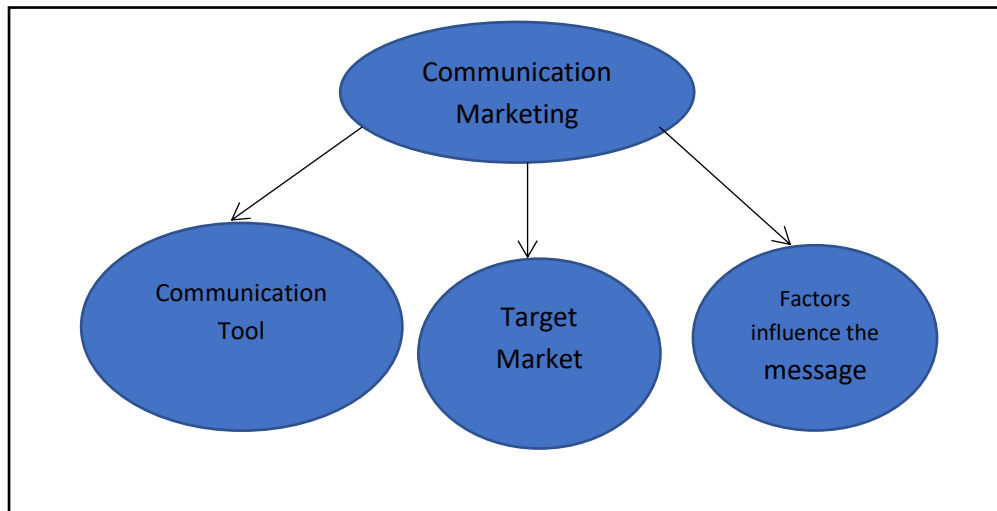 Communication
Marketing
Communication
Tool
Target
Market
Factors
influence the
message